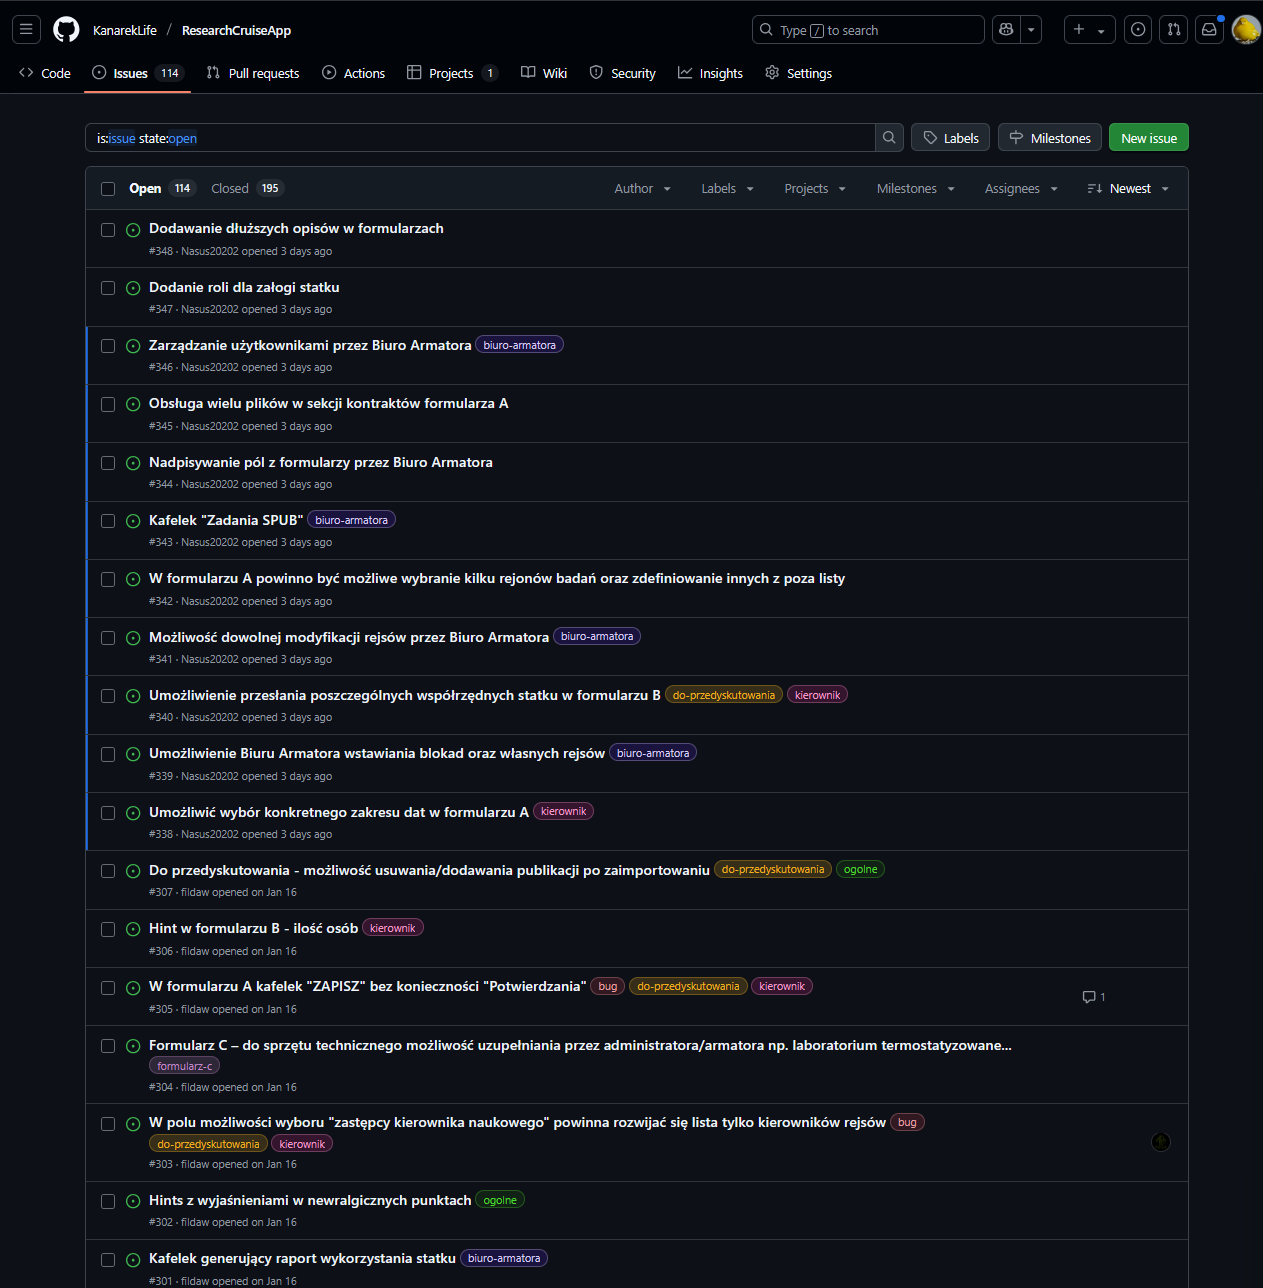 KanarekLife / ResearchCruiseApp
Type / to search
Code
Issues 114
Pull requests
Actions
Projects 1
Wiki
Security
Insights
Settings
is:issue state:open
Labels
Milestones
New issue
Open 114 Closed 195
Author Labels Projects Milestones Assignees Newest
Dodawanie dłuższych opisów w formularzach
#348 · Nasus20202 opened 3 days ago
Dodanie roli dla załogi statku
#347 · Nasus20202 opened 3 days ago
Zarządzanie użytkownikami przez Biuro Armatora biuro-armatora
#346 · Nasus20202 opened 3 days ago
Obsługa wielu plików w sekcji kontraktów formularza A
#345 · Nasus20202 opened 3 days ago
Nadpisywanie pól z formularzy przez Biuro Armatora
#344 · Nasus20202 opened 3 days ago
Kafelek "Zadania SPUB" biuro-armatora
#343 · Nasus20202 opened 3 days ago
W formularzu A powinno być możliwe wybranie kilku rejonów badań oraz zdefiniowanie innych z poza listy
#342 · Nasus20202 opened 3 days ago
Możliwość dowolnej modyfikacji rejsów przez Biuro Armatora biuro-armatora
#341 · Nasus20202 opened 3 days ago
Umożliwienie przesłania poszczególnych współrzędnych statku w formularzu B do-przedyskutowania kierownik
#340 · Nasus20202 opened 3 days ago
Umożliwienie Biuru Armatora wstawiania blokad oraz własnych rejsów biuro-armatora
#339 · Nasus20202 opened 3 days ago
Umożliwić wybór konkretnego zakresu dat w formularzu A kierownik
#338 · Nasus20202 opened 3 days ago
Do przedyskutowania - możliwość usuwania/dodawania publikacji po zaimportowaniu do-przedyskutowania ogolne
#307 · fildaw opened on Jan 16
Hint w formularzu B - ilość osób kierownik
#306 · fildaw opened on Jan 16
W formularzu A kafelek "ZAPISZ" bez konieczności "Potwierdzania" bug do-przedyskutowania kierownik
1
#305 · fildaw opened on Jan 16
Formularz C – do sprzętu technicznego możliwość uzupełniania przez administratora/armatora np. laboratorium termostatyzowane...
formularz-c
#304 · fildaw opened on Jan 16
W polu możliwości wyboru "zastępcy kierownika naukowego" powinna rozwijać się lista tylko kierowników rejsów bug
do-przedyskutowania kierownik
#303 · fildaw opened on Jan 16
Hints z wyjaśnieniami w newralgicznych punktach ogolne
#302 · fildaw opened on Jan 16
Kafelek generujący raport wykorzystania statku biuro-armatora
#301 · fildaw opened on Jan 16